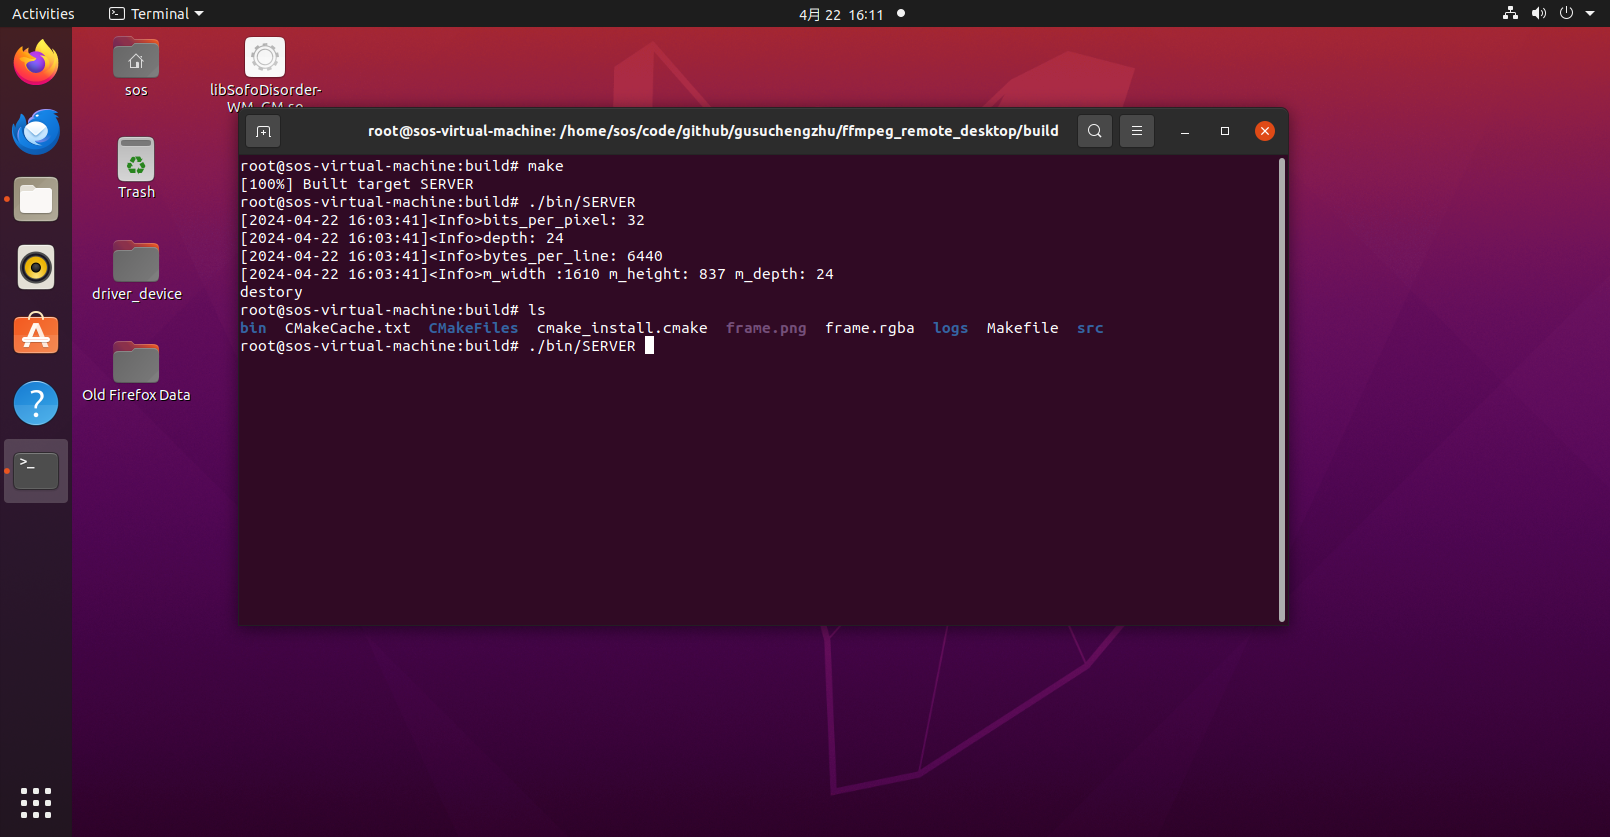 Activities
Terminal
4月 22 16:11
sos
libSofoDisorder-
WM_CM.so
Trash
driver_device
Old Firefox Data
root@sos-virtual-machine: /home/sos/code/github/gusuchengzhu/ffmpeg_remote_desktop/build
root@sos-virtual-machine:build# make
[100%] Built target SERVER
root@sos-virtual-machine:build# ./bin/SERVER
[2024-04-22 16:03:41]<Info>bits_per_pixel: 32
[2024-04-22 16:03:41]<Info>depth: 24
[2024-04-22 16:03:41]<Info>bytes_per_line: 6440
[2024-04-22 16:03:41]<Info>m_width :1610 m_height: 837 m_depth: 24
destory
root@sos-virtual-machine:build# ls
bin CMakeCache.txt CMakeFiles cmake_install.cmake frame.png frame.rgba logs Makefile src
root@sos-virtual-machine:build# ./bin/SERVER